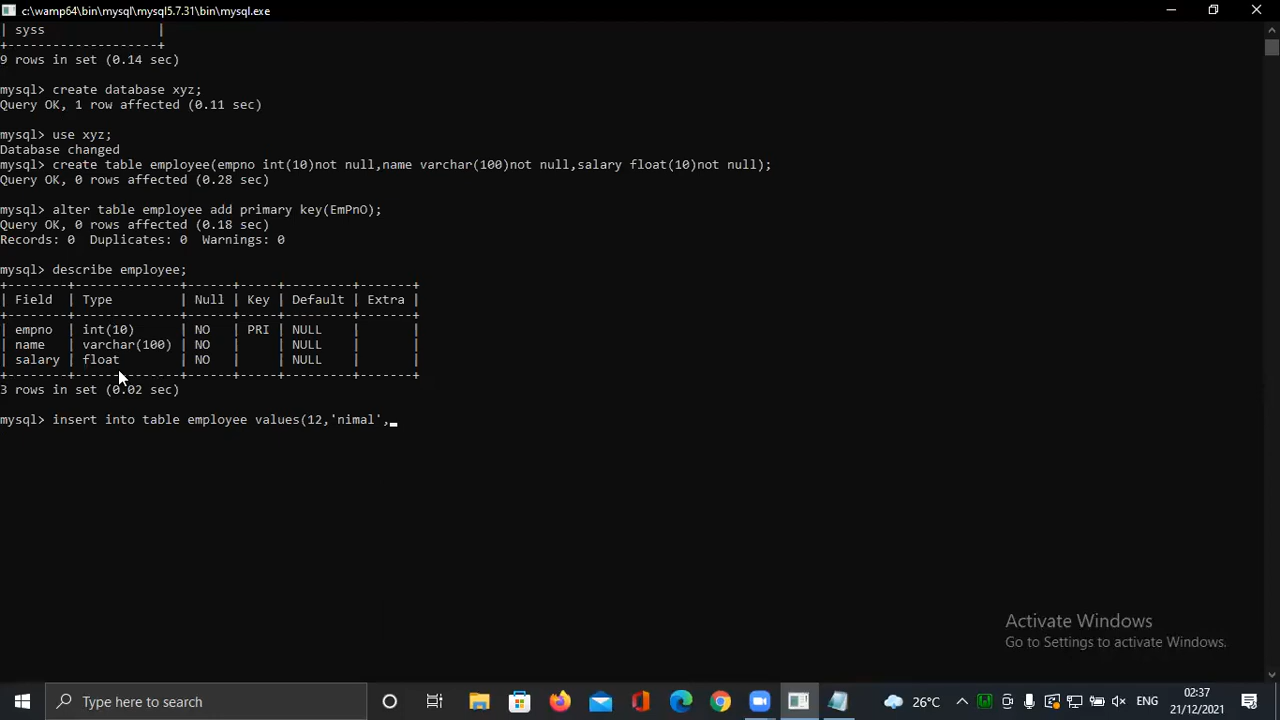 c:\wamp64\bin\mysql\mysql5.7.31\bin\mysql.exe
| syss               |
+--------------------+
9 rows in set (0.14 sec)
mysql> create database xyz;
Query OK, 1 row affected (0.11 sec)
mysql> use xyz;
Database changed
mysql> create table employee(empno int(10)not null,name varchar(100)not null,salary float(10)not null);
Query OK, 0 rows affected (0.28 sec)
mysql> alter table employee add primary key(EmPnO);
Query OK, 0 rows affected (0.18 sec)
Records: 0  Duplicates: 0  Warnings: 0
mysql> describe employee;
+--------+--------------+------+-----+---------+-------+
| Field  | Type         | Null | Key | Default | Extra |
+--------+--------------+------+-----+---------+-------+
| empno  | int(10)      | NO   | PRI | NULL    |       |
| name   | varchar(100) | NO   |     | NULL    |       |
| salary | float        | NO   |     | NULL    |       |
+--------+--------------+------+-----+---------+-------+
3 rows in set (0.02 sec)
mysql> insert into table employee values(12,'nimal',
Activate Windows
Go to Settings to activate Windows.
Type here to search
26°C
ENG
02:37
21/12/2021